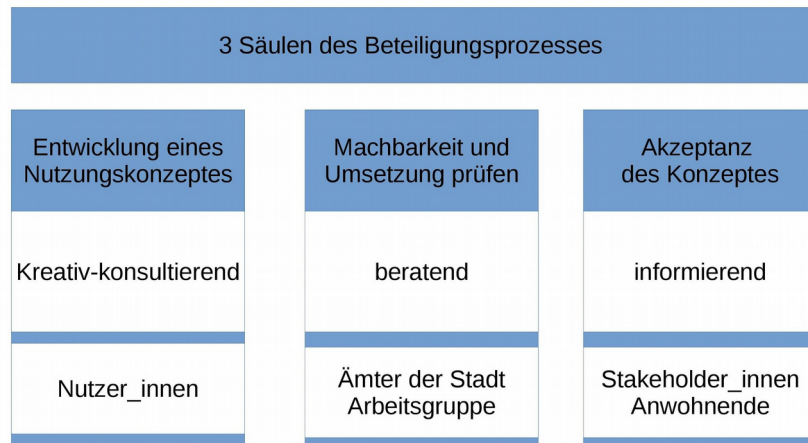 3 Säulen des Beteiligungsprozesses
Entwicklung eines
Nutzungskonzeptes
Kreativ-konsultierend
Nutzer_innen
Machbarkeit und
Umsetzung prüfen
beratend
Ämter der Stadt
Arbeitsgruppe
Akzeptanz
des Konzeptes
informierend
Stakeholder_innen
Anwohnende